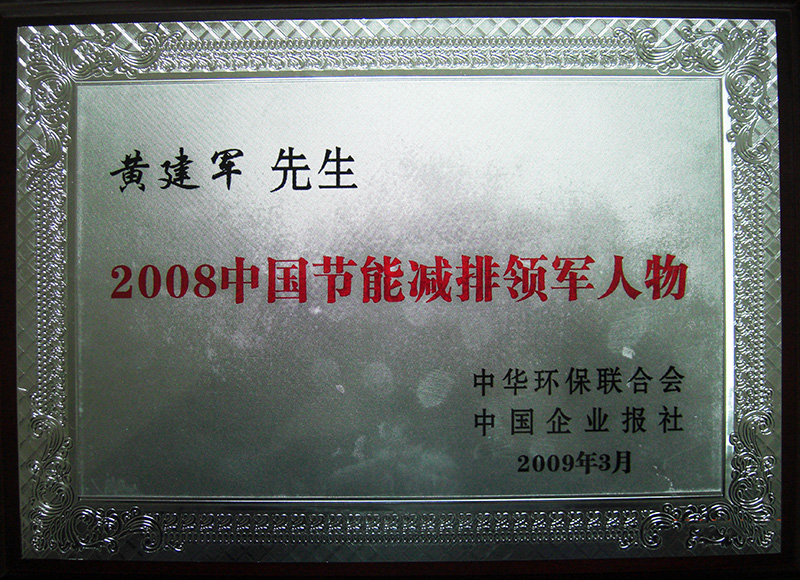 黄建军 先生
2008中国节能减排领军人物
中华环保联合会
中国企业报社
2009年3月